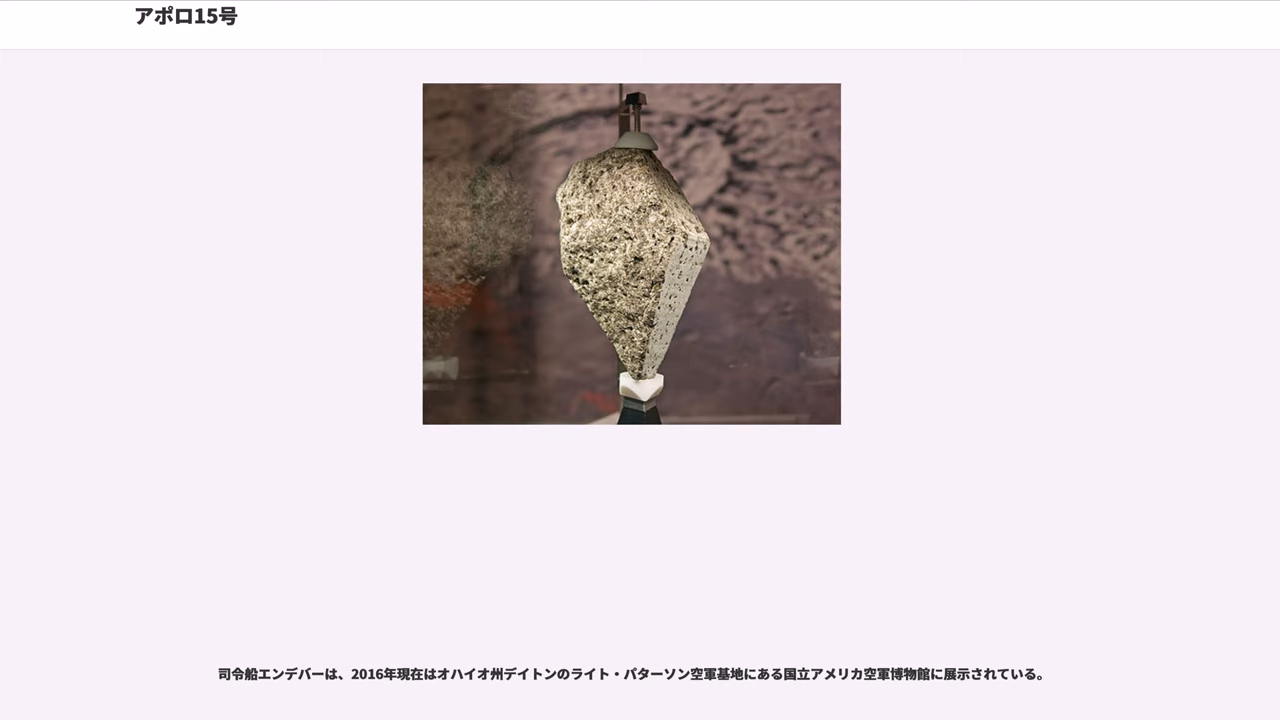 アポロ15号
司令船エンデバーは、2016年現在はオハイオ州デイトンのライト・パターソン空軍基地にある国立アメリカ空軍博物館に展示されている。